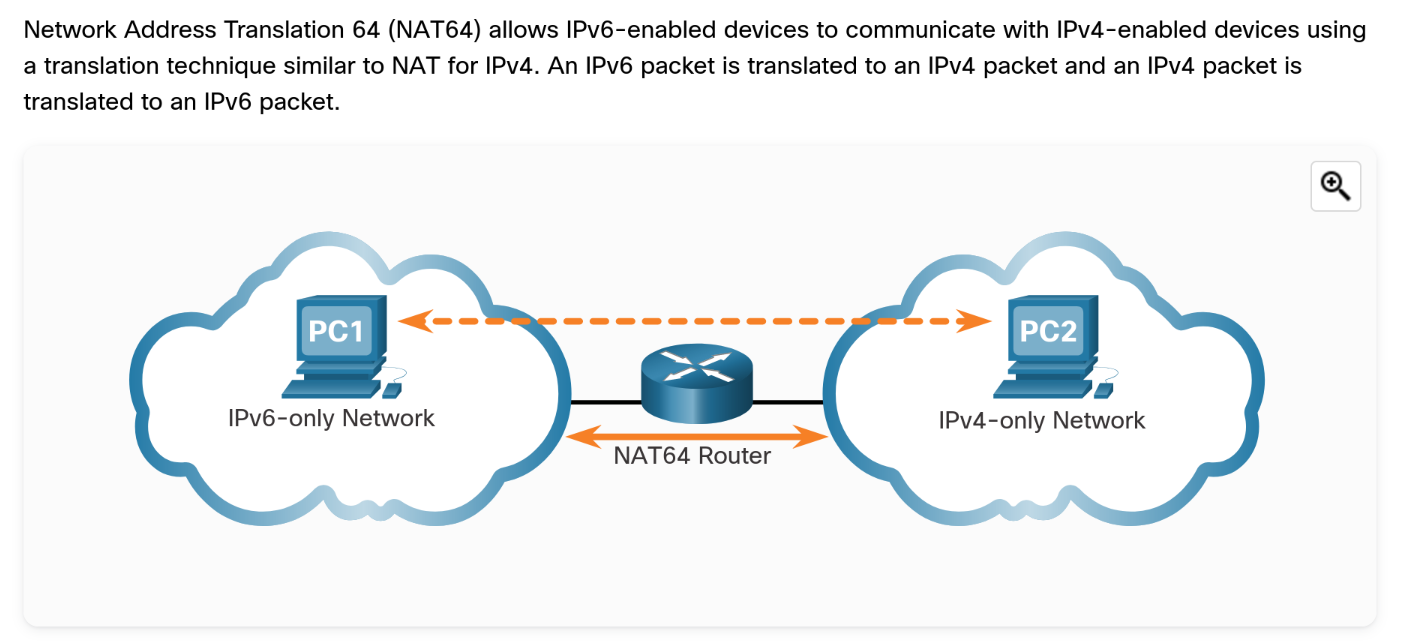 Network Address Translation 64 (NAT64) allows IPv6-enabled devices to communicate with IPv4-enabled devices using
a translation technique similar to NAT for IPv4. An IPv6 packet is translated to an IPv4 packet and an IPv4 packet is
translated to an IPv6 packet.
PC1
PC2
IPv6-only Network
IPv4-only Network
NAT64 Router